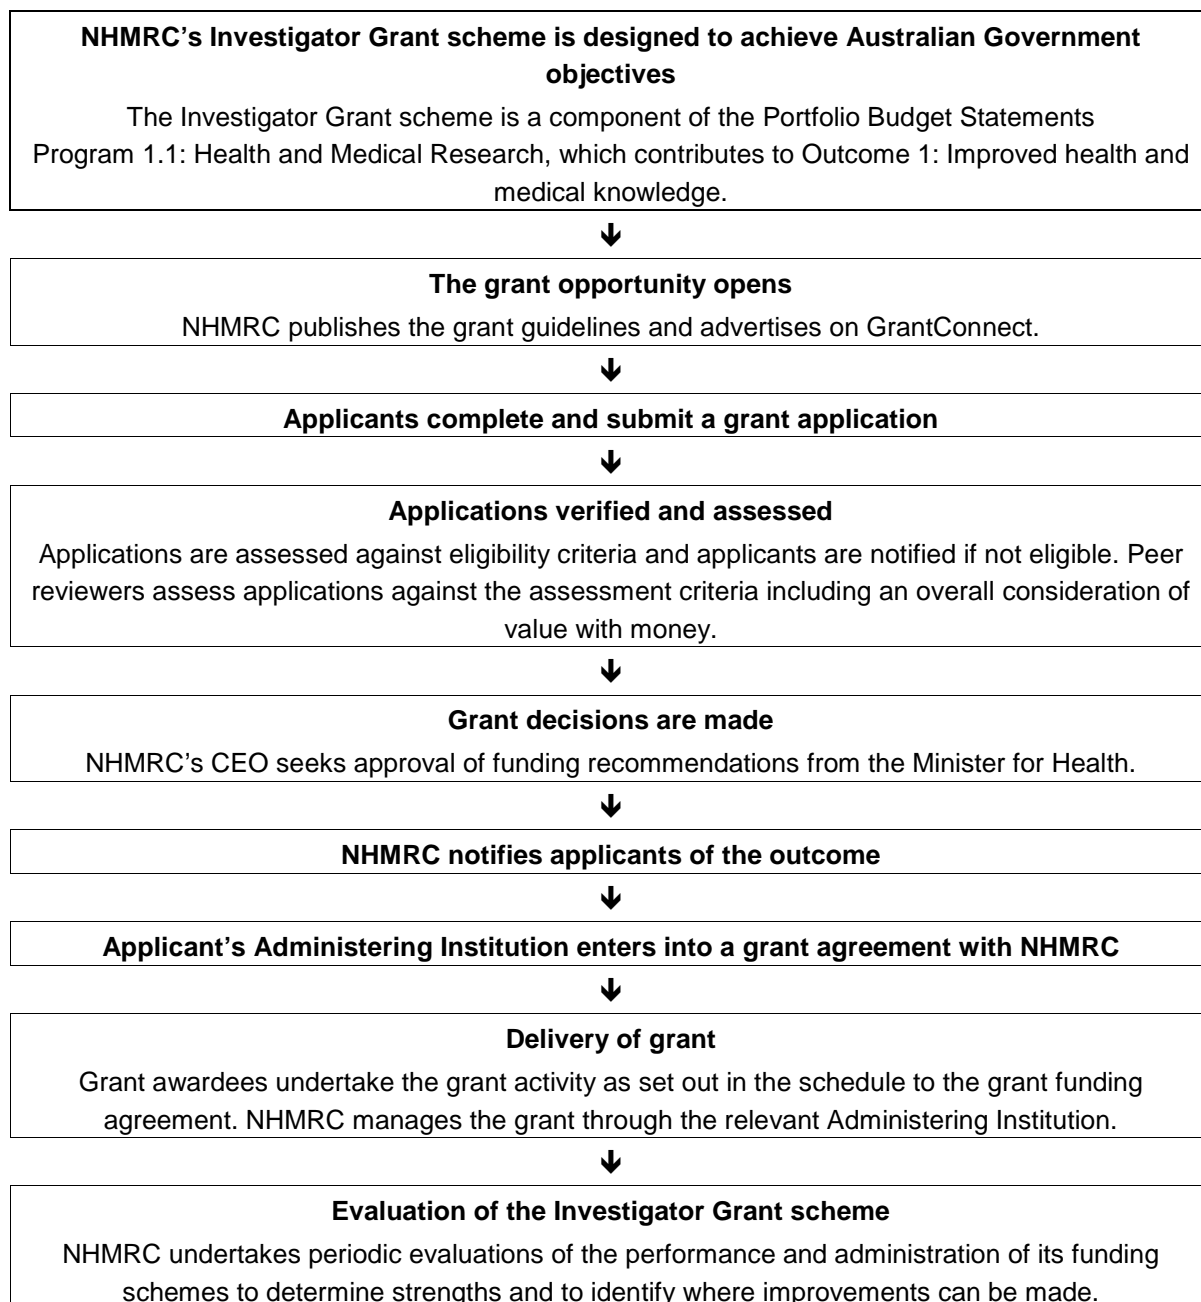 NHMRC’s Investigator Grant scheme is designed to achieve Australian Government
objectives
The Investigator Grant scheme is a component of the Portfolio Budget Statements
Program 1.1: Health and Medical Research, which contributes to Outcome 1: Improved health and
medical knowledge.
The grant opportunity opens
NHMRC publishes the grant guidelines and advertises on GrantConnect.
Applicants complete and submit a grant application
Applications verified and assessed
Applications are assessed against eligibility criteria and applicants are notified if not eligible. Peer
reviewers assess applications against the assessment criteria including an overall consideration of
value with money.
Grant decisions are made
NHMRC’s CEO seeks approval of funding recommendations from the Minister for Health.
NHMRC notifies applicants of the outcome
Applicant’s Administering Institution enters into a grant agreement with NHMRC
Delivery of grant
Grant awardees undertake the grant activity as set out in the schedule to the grant funding
agreement. NHMRC manages the grant through the relevant Administering Institution.
Evaluation of the Investigator Grant scheme
NHMRC undertakes periodic evaluations of the performance and administration of its funding
schemes to determine strengths and to identify where improvements can be made.